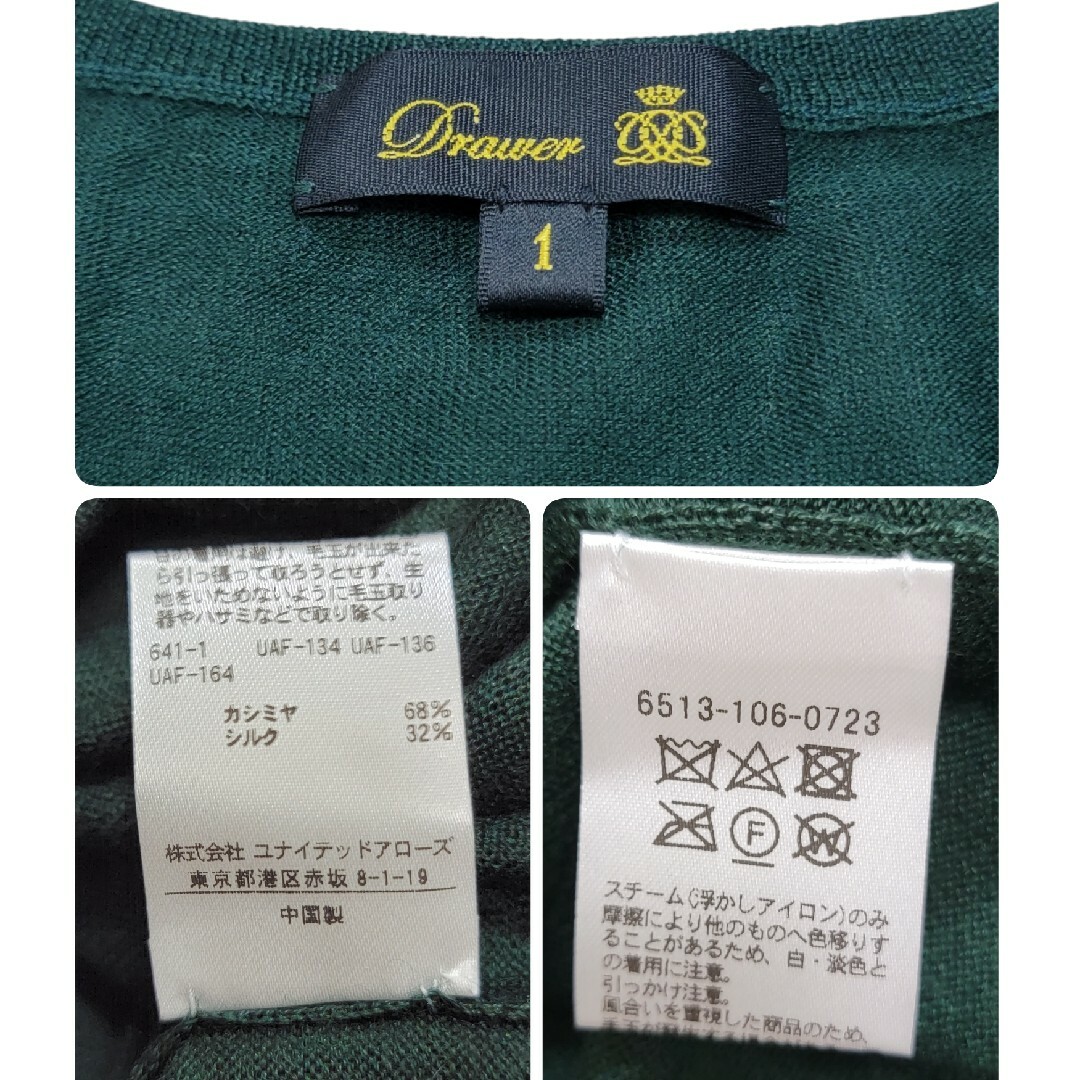 Drawer
1
の着用は避け、毛玉が出来た
ら引っ張って取ろうとせず、生
地をいためないように毛玉取り
器やハサミなどで取り除く。
641-1 UAF-134 UAF-136
UAF-164
カシミヤ 68%
シルク 32%
株式会社 ユナイテッドアローズ
東京都港区赤坂 8-1-19
中国製
6513-106-0723
F
W
スチーム(浮かしアイロン)のみ
摩擦により他のものへ色移りす
ることがあるため、白・淡色と
の着用に注意。
引っかけ注意。
風合いを重視した商品のため、